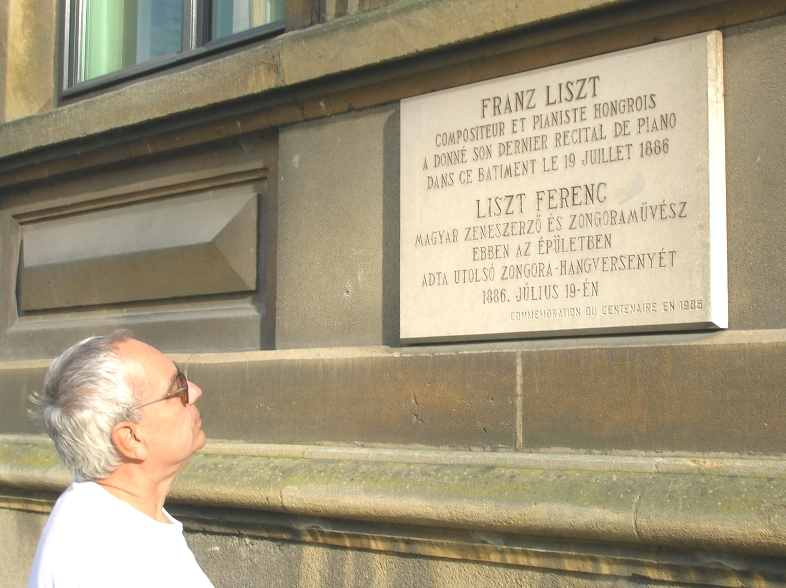 FRANZ LISZT
COMPOSITEUR ET PIANISTE HONGROIS
A DONNÉ SON DERNIER RECITAL DE PIANO
DANS CE BATIMENT LE 19 JUILLET 1886
LISZT FERENC
MAGYAR ZENESZERZŐ ÉS ZONGORAMŰVÉSZ
EBBEN AZ ÉPÜLETBEN
ADTA UTOLSÓ ZONGORA-HANGVERSENYÉT
1886. JÚLIUS 19-ÉN
COMMEMORATION DU CENTENAIRE EN 1986